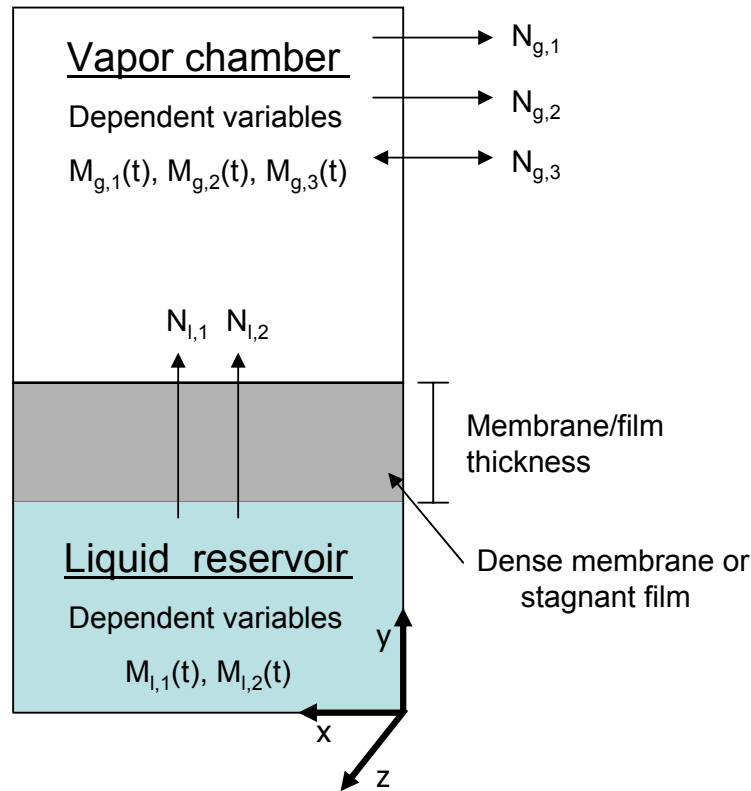 Vapor chamber
Dependent variables
M_g,1(t), M_g,2(t), M_g,3(t)
N_g,1
N_g,2
N_g,3
N_l,1
N_l,2
Membrane/film
thickness
Dense membrane or
stagnant film
Liquid reservoir
Dependent variables
M_l,1(t), M_l,2(t)
y
x
z